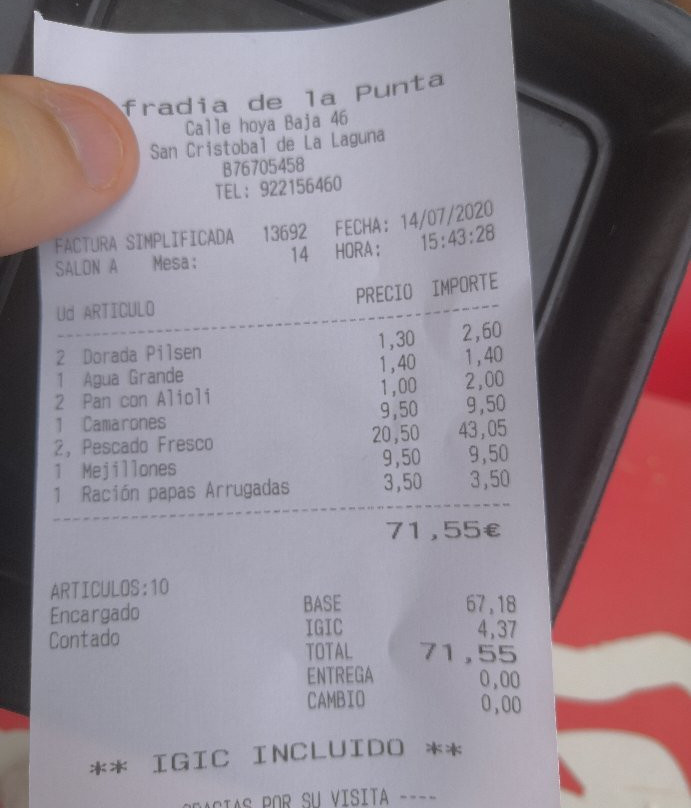 fradia de la Punta
Calle hoya Baja 46
San Cristobal de La Laguna
B76705458
TEL: 922156460
FACTURA SIMPLIFICADA 13692 FECHA: 14/07/2020
SALON A Mesa: 14 HORA: 15:43:28
Ud ARTICULO PRECIO IMPORTE
2 Dorada Pilsen 1,30 2,60
1 Agua Grande 1,40 1,40
2 Pan con Alioli 1,00 2,00
1 Camarones 9,50 9,50
2, Pescado Fresco 20,50 43,05
1 Mejillones 9,50 9,50
1 Ración papas Arrugadas 3,50 3,50
71,55€
ARTICULOS:10
Encargado BASE 67,18
Contado IGIC 4,37
TOTAL 71,55
ENTREGA 0,00
CAMBIO 0,00
** IGIC INCLUIDO **
GRACIAS POR SU VISITA ----